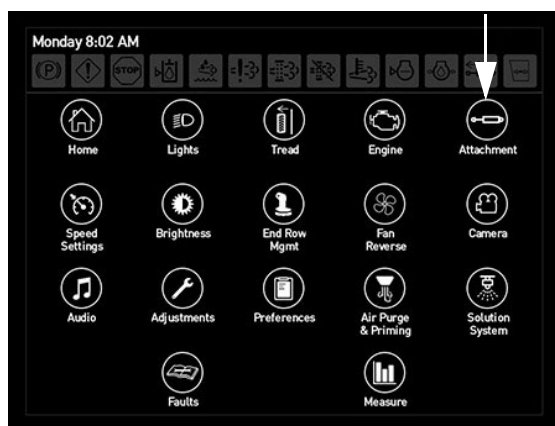 Monday 8:02 AM
P
STOP
Home
Lights
Tread
Engine
Attachment
Speed
Settings
Brightness
End Row
Mgmt
Fan
Reverse
Camera
Audio
Adjustments
Preferences
Air Purge
& Priming
Solution
System
Faults
Measure